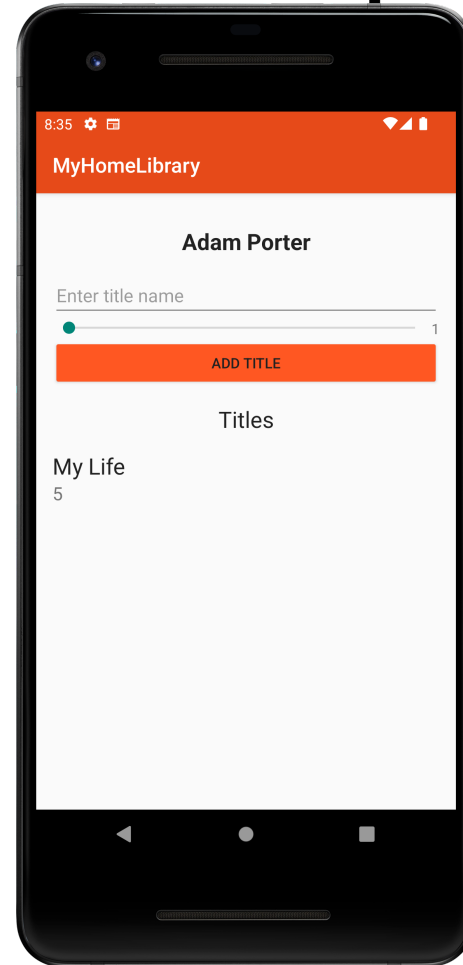 8:35
MyHomeLibrary
Adam Porter
Enter title name
1
ADD TITLE
Titles
My Life
5